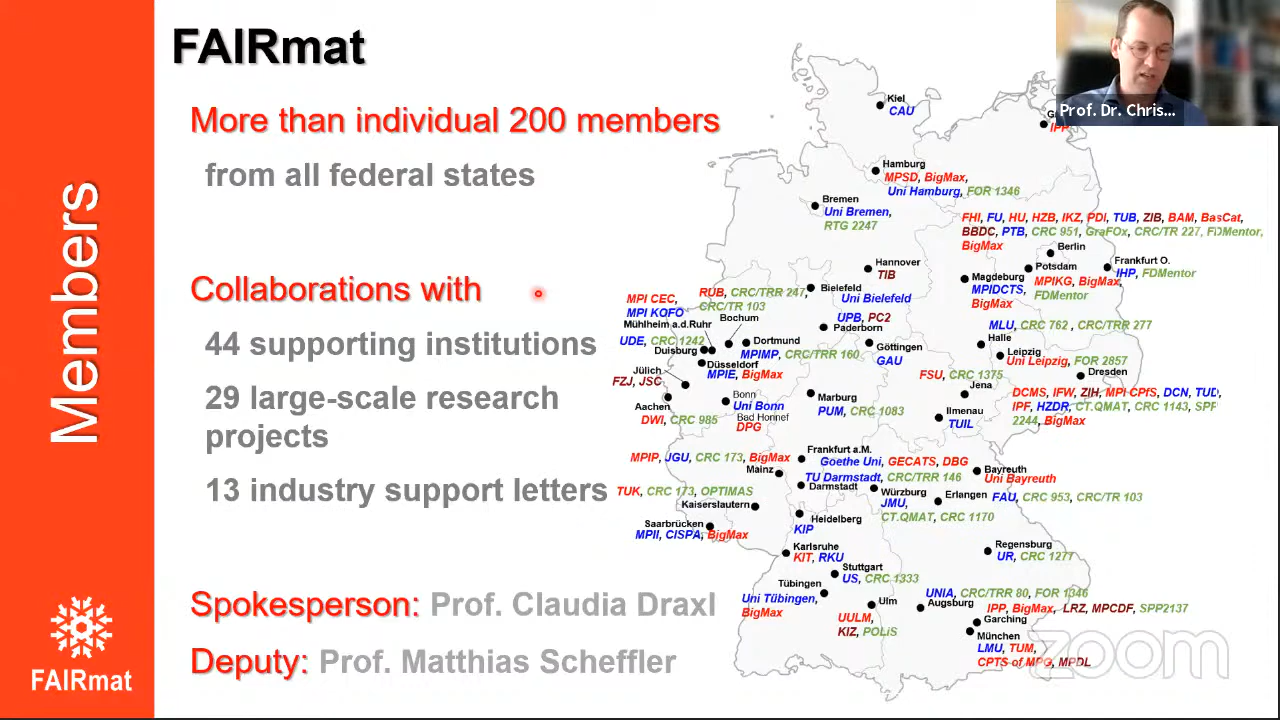 FAIRmat
More than individual 200 members
from all federal states
Collaborations with
44 supporting institutions
29 large-scale research
projects
13 industry support letters
Spokesperson: Prof. Claudia Draxl
Deputy: Prof. Matthias Scheffler
Members
FAIRmat
Prof. Dr. Chris...
Kiel
CAU
IPP
Hamburg
MPSD, BigMax,
Uni Hamburg, FOR 1346
Bremen
Uni Bremen,
RTG 2247
FHI, FU, HU, HZB, IKZ, PDI, TUB, ZIB, BAM, BasCat,
BBDC, PTB, CRC 951, GraFOx, CRC/TR 227, FDMentor,
BigMax
Berlin
Hannover
TIB
Potsdam
MPIKG, BigMax,
FDMentor
Frankfurt O.
IHP, FDMentor
Magdeburg
MPIDCTS,
BigMax
Bielefeld
Uni Bielefeld
MPI CEC,
MPI KOFO
Mühlheim a.d.Ruhr
RUB, CRC/TRR 247,
CRC/TR 103
Bochum
UPB, PC2
Paderborn
MLU, CRC 762 , CRC/TRR 277
Halle
UDE, CRC 1242
Duisburg
Dortmund
MPIMP, CRC/TRR 160
Göttingen
GAU
Leipzig
Uni Leipzig, FOR 2857
Düsseldorf
MPIE, BigMax
Jülich
FZJ, JSC
FSU, CRC 1375
Jena
Dresden
DCMS, IFW, ZIH, MPI CPfS, DCN, TUD,
IPF, HZDR, CT.QMAT, CRC 1143, SPP
2244, BigMax
Aachen
DWI, CRC 985
Bonn
Uni Bonn
Bad Honnef
DPG
Marburg
PUM, CRC 1083
Ilmenau
TUIL
MPIP, JGU, CRC 173, BigMax
Mainz
Frankfurt a.M.
Goethe Uni, GECATS, DBG
TU Darmstadt, CRC/TRR 146
Darmstadt
Bayreuth
Uni Bayreuth
TUK, CRC 173, OPTIMAS
Kaiserslautern
Würzburg
JMU,
CT.QMAT, CRC 1170
Erlangen
FAU, CRC 953, CRC/TR 103
Saarbrücken
MPII, CISPA, BigMax
Heidelberg
KIP
Karlsruhe
KIT, RKU
Regensburg
UR, CRC 1277
Stuttgart
US, CRC 1333
Tübingen
Uni Tübingen,
BigMax
Ulm
UULM,
KIZ, POLiS
UNIA, CRC/TRR 80, FOR 1346
Augsburg
IPP, BigMax, LRZ, MPCDF, SPP2137
Garching
München
LMU, TUM,
CPTS of MPG, MPDL
zoom